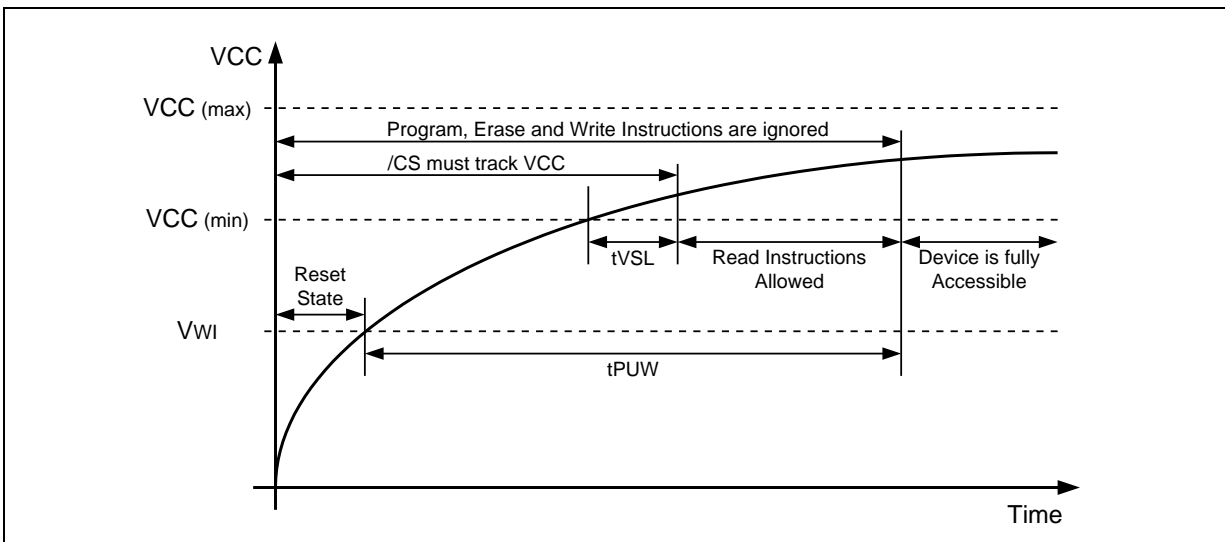 VCC
VCC (max)
Program, Erase and Write Instructions are ignored
/CS must track VCC
VCC (min)
tVSL
Read Instructions
Allowed
Device is fully
Accessible
Reset
State
VWI
tPUW
Time